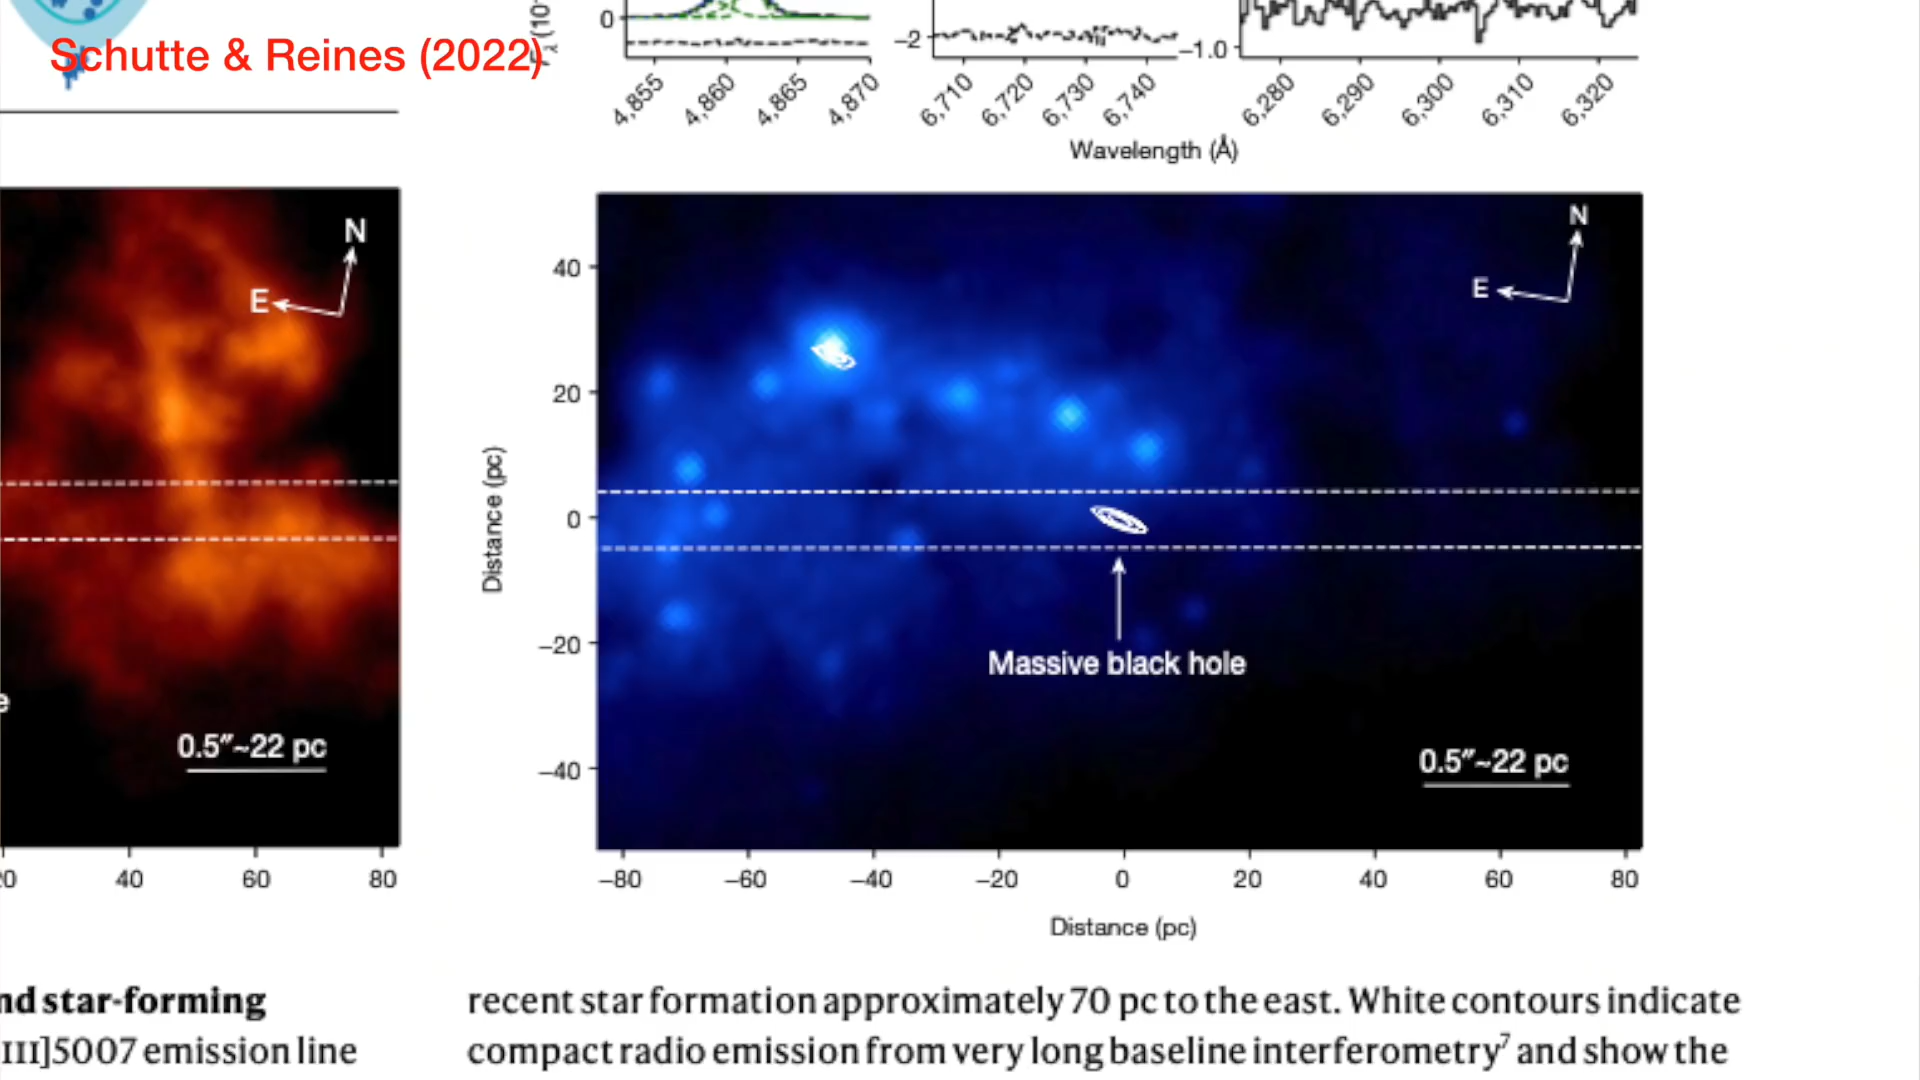 Schutte & Reines (2022)
0
–2
–1.0
4,855 4,860 4,865 4,870
6,710 6,720 6,730 6,740
6,280 6,290 6,300 6,310 6,320
Wavelength (Å)
N
E
0.5″~22 pc
40 60 80
N
E
40
20
0
–20
–40
Distance (pc)
Massive black hole
0.5″~22 pc
–80 –60 –40 –20 0 20 40 60 80
Distance (pc)
nd star-forming
III]5007 emission line
recent star formation approximately 70 pc to the east. White contours indicate
compact radio emission from very long baseline interferometry7 and show the